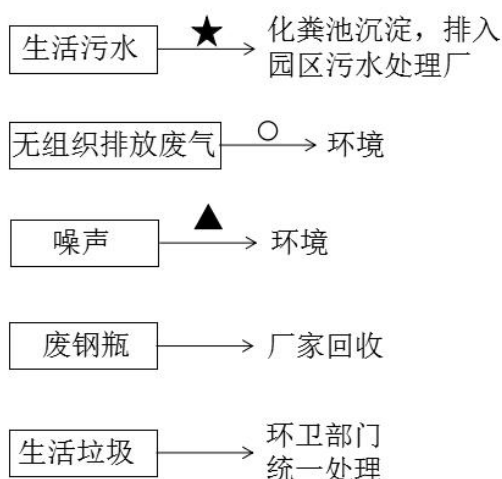 生活污水
化粪池沉淀，排入
园区污水处理厂
无组织排放废气
环境
噪声
环境
废钢瓶
厂家回收
生活垃圾
环卫部门
统一处理